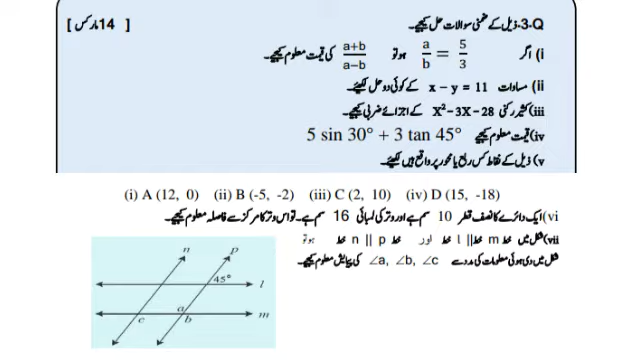 Q-3. ذیل کے ضمنی سوالات حل کیجیے۔ [ 14 مارکس ]
i) اگر a/b = 5/3 ہو تو a+b/a−b کی قیمت معلوم کیجیے۔
ii) مساوات x − y = 11 کے کوئی دو حل لکھئے۔
iii) کثیر رکنی X²−3X−28 کے اجزائے ضربی کیجیے۔
iv) قیمت معلوم کیجیے 5 sin 30° + 3 tan 45°
v) ذیل کے نقاط کس ربع یا محور پر واقع ہیں لکھیئے۔
(i) A (12, 0) (ii) B (-5, -2) (iii) C (2, 10) (iv) D (15, -18)
vi) ایک دائرے کا نصف قطر 10 سم ہے اور وتر کی لمبائی 16 سم ہے۔ تو اس وتر کا مرکز سے فاصلہ معلوم کیجیے۔
vii) شکل میں خط m || خط l اور خط p || خط n ہو تو
شکل میں دی ہوئی معلومات کی مدد سے ∠a, ∠b, ∠c کی پیمائش معلوم کیجیے۔
n p
45° l
a
c b m